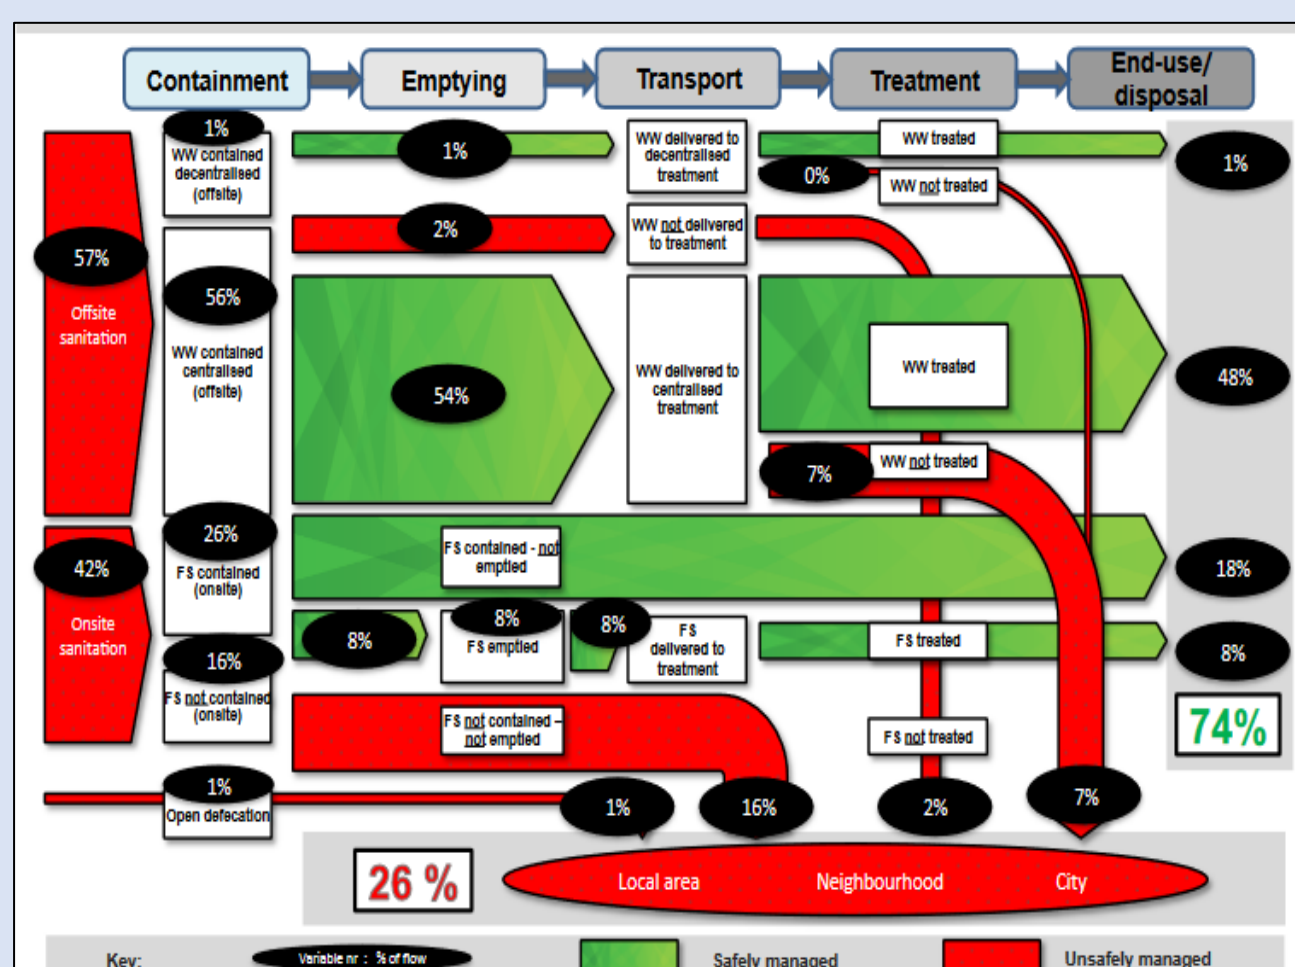 Containment
Emptying
Transport
Treatment
End-use/
disposal
1%
WW contained
decentralised
(offsite)
1%
WW delivered to
decentralised
treatment
WW treated
1%
0%
WW not treated
57%
Offsite
sanitation
2%
WW not delivered
to treatment
56%
WW contained
centralised
(offsite)
54%
WW delivered to
centralised
treatment
WW treated
48%
7%
WW not treated
42%
Onsite
sanitation
26%
FS contained
(onsite)
FS contained - not
emptied
18%
8%
8%
FS emptied
8%
FS
delivered to
treatment
FS treated
8%
16%
FS not contained
(onsite)
FS not contained –
not emptied
FS not treated
74%
1%
Open defecation
1%
16%
2%
7%
26 %
Local area
Neighbourhood
City
Key:
Variable nr : % of flow
Safely managed
Unsafely managed